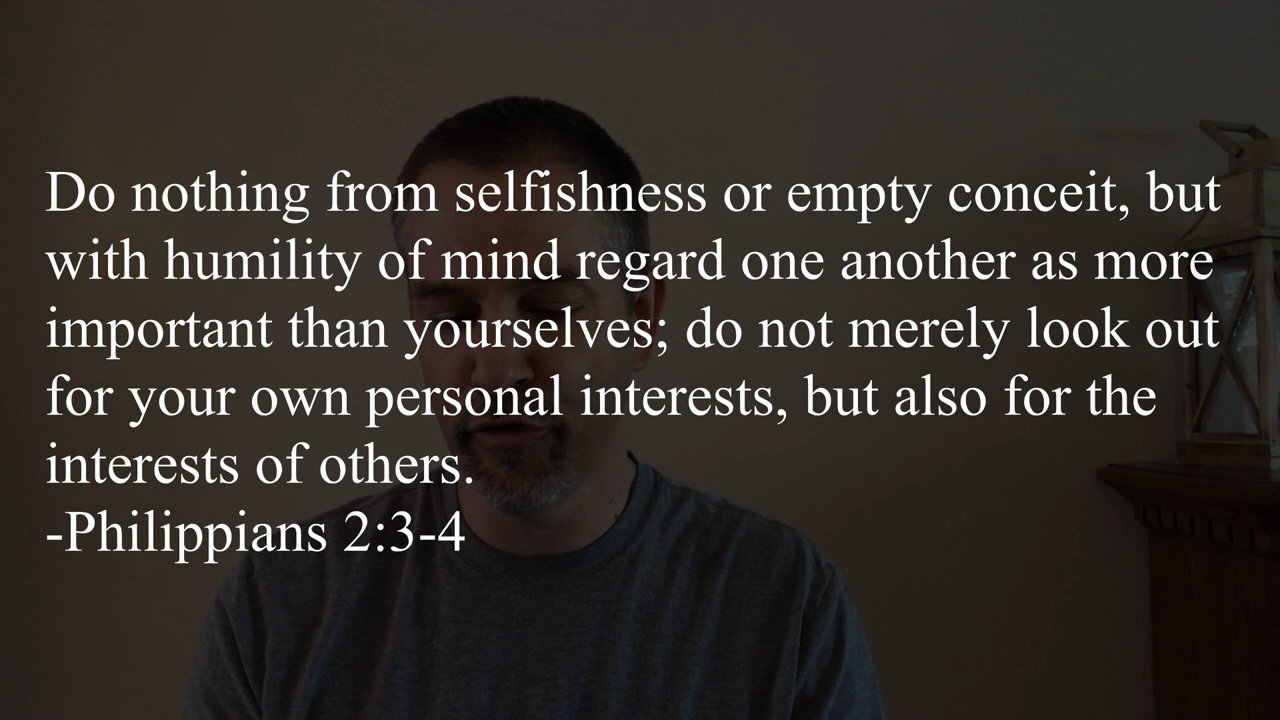 Do nothing from selfishness or empty conceit, but
with humility of mind regard one another as more
important than yourselves; do not merely look out
for your own personal interests, but also for the
interests of others.
-Philippians 2:3-4